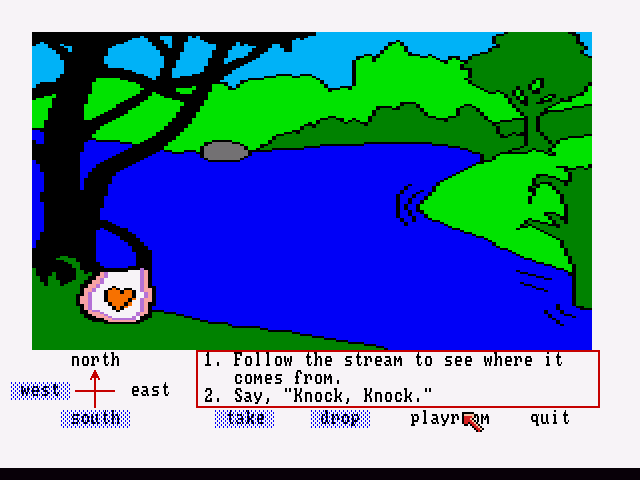 north
west
east
south
1. Follow the stream to see where it
comes from.
2. Say, "Knock, Knock."
take
drop
playroom
quit